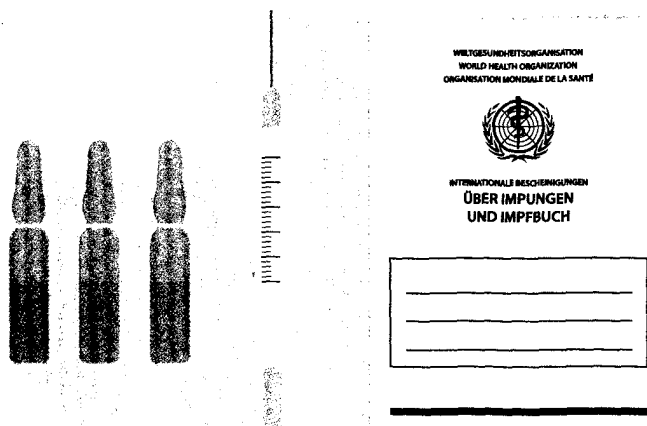 WELTGESUNDHEITSORGANISATION
WORLD HEALTH ORGANIZATION
ORGANISATION MONDIALE DE LA SANTÉ
INTERNATIONALE BESCHEINIGUNGEN
ÜBER IMPUNGEN
UND IMPFBUCH